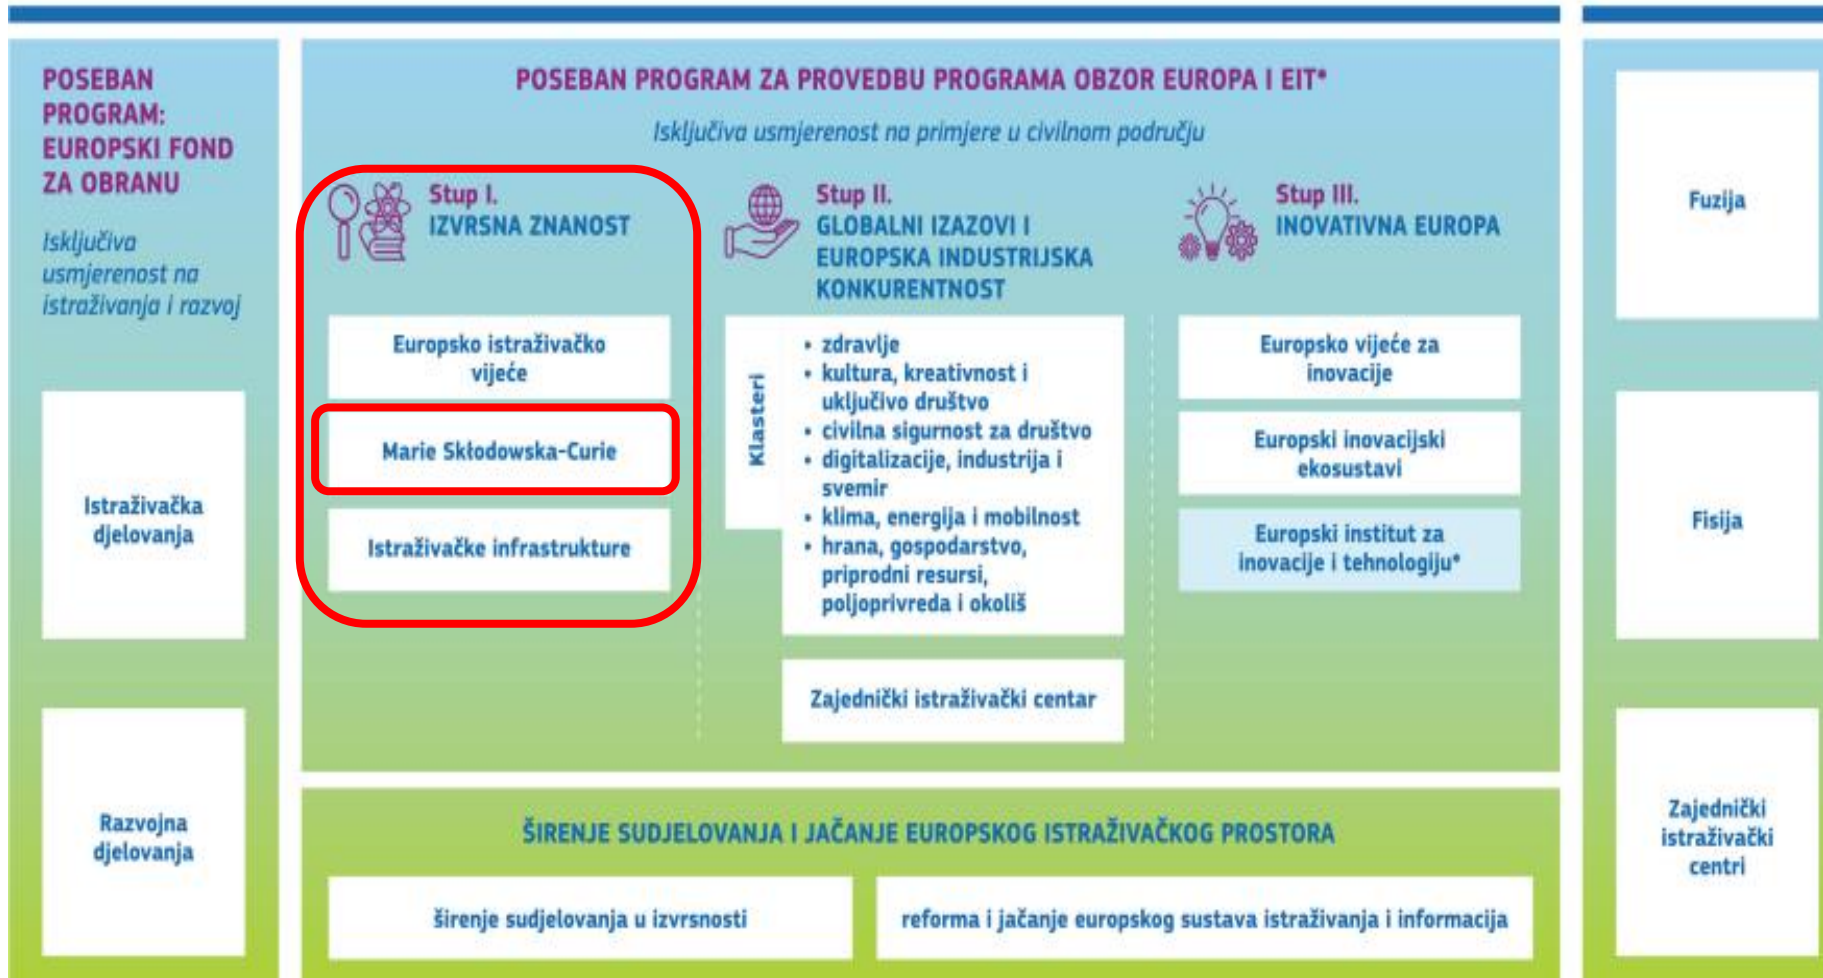 POSEBAN
PROGRAM:
EUROPSKI FOND
ZA OBRANU
Isključiva
usmjerenost na
istraživanja i razvoj
Istraživačka
djelovanja
Razvojna
djelovanja
POSEBAN PROGRAM ZA PROVEDBU PROGRAMA OBZOR EUROPA I EIT*
Isključiva usmjerenost na primjere u civilnom području
Stup I.
IZVRSNA ZNANOST
Europsko istraživačko
vijeće
Marie Skłodowska-Curie
Istraživačke infrastrukture
Stup II.
GLOBALNI IZAZOVI I
EUROPSKA INDUSTRIJSKA
KONKURENTNOST
Klasteri
• zdravlje
• kultura, kreativnost i
uključivo društvo
• civilna sigurnost za društvo
• digitalizacije, industrija i
svemir
• klima, energija i mobilnost
• hrana, gospodarstvo,
priprodni resursi,
poljoprivreda i okoliš
Zajednički istraživački centar
Stup III.
INOVATIVNA EUROPA
Europsko vijeće za
inovacije
Europski inovacijski
ekosustavi
Europski institut za
inovacije i tehnologiju*
ŠIRENJE SUDJELOVANJA I JAČANJE EUROPSKOG ISTRAŽIVAČKOG PROSTORA
širenje sudjelovanja u izvrsnosti
reforma i jačanje europskog sustava istraživanja i informacija
Fuzija
Fisija
Zajednički
istraživački
centri